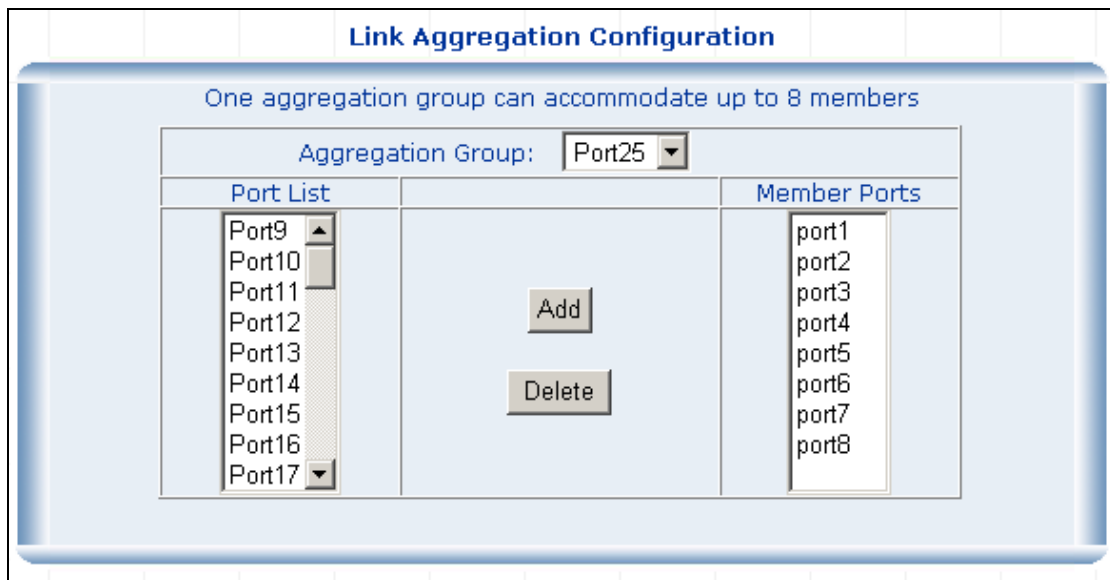 Link Aggregation Configuration
One aggregation group can accommodate up to 8 members
Aggregation Group: Port25
Port List
Member Ports
Port9
Port10
Port11
Port12
Port13
Port14
Port15
Port16
Port17
Add
Delete
port1
port2
port3
port4
port5
port6
port7
port8